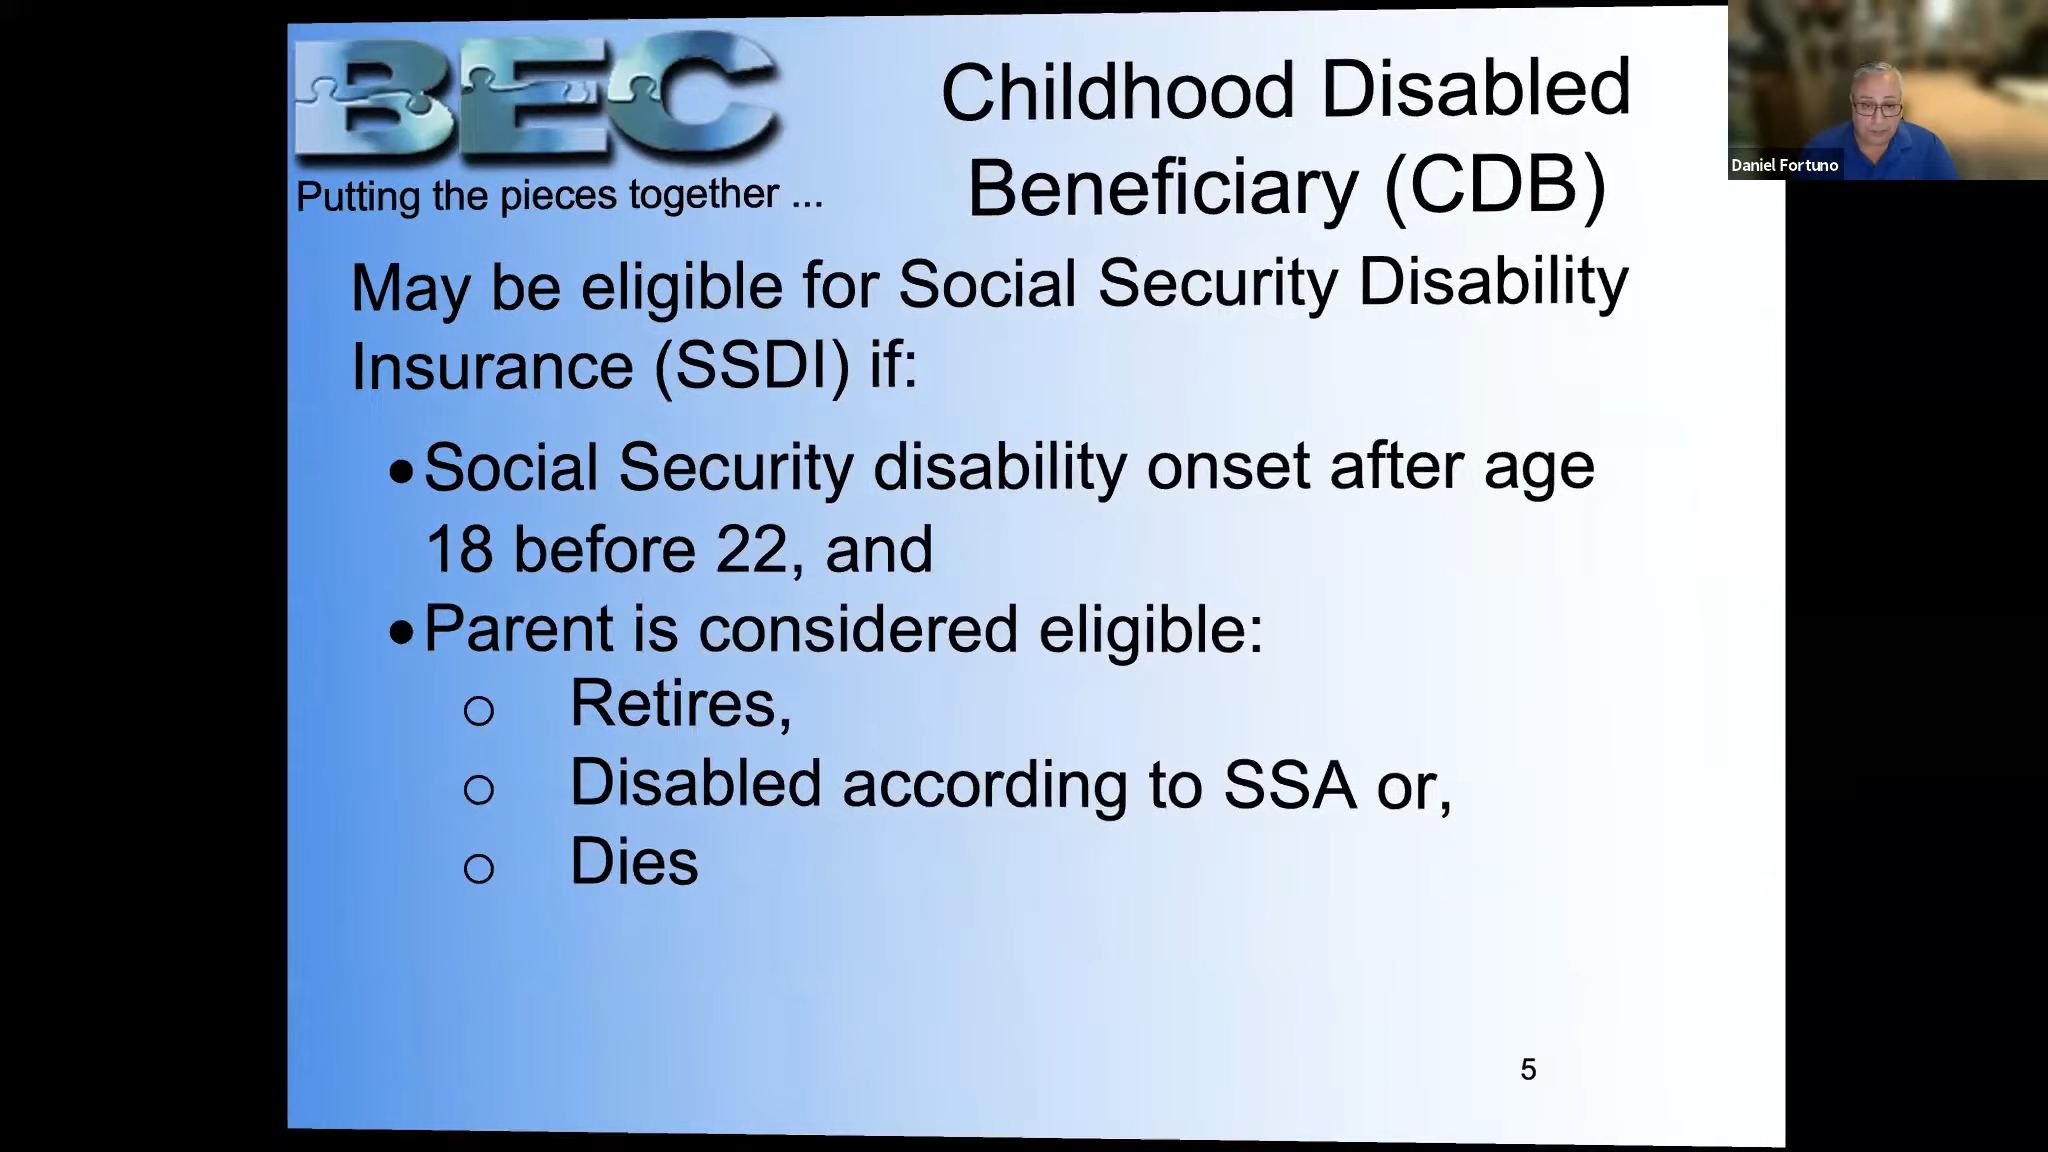 BEC
Putting the pieces together ...
Childhood Disabled
Beneficiary (CDB)
Daniel Fortuno
May be eligible for Social Security Disability
Insurance (SSDI) if:
•Social Security disability onset after age
18 before 22, and
•Parent is considered eligible:
○ Retires,
○ Disabled according to SSA or,
○ Dies
5